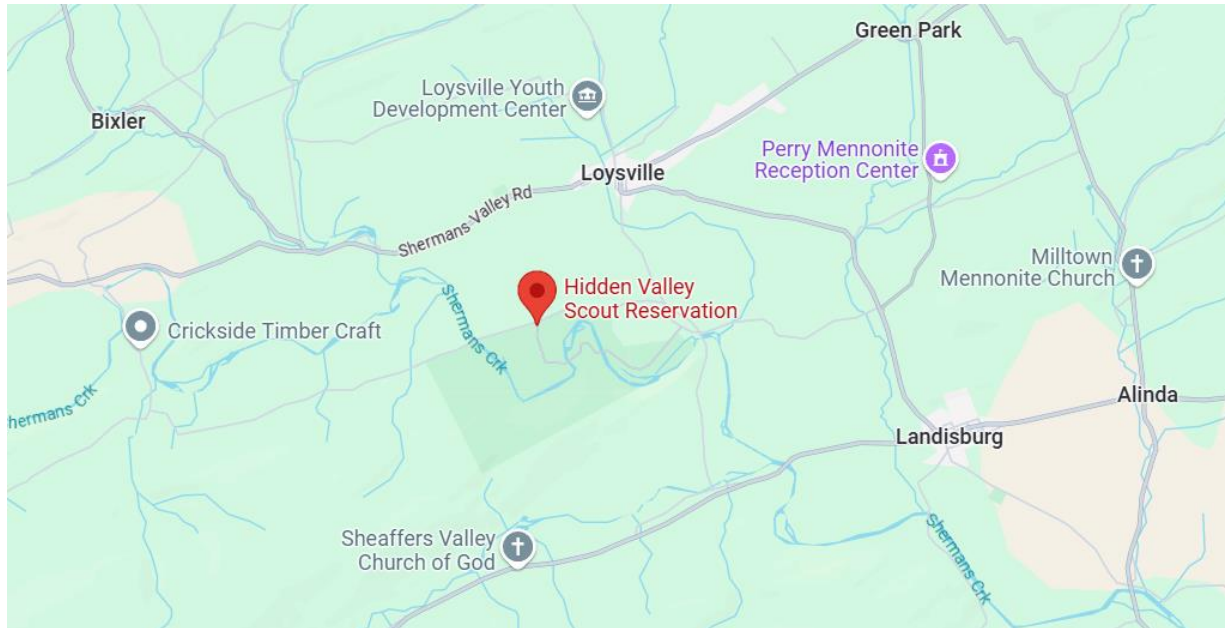 Green Park
Loysville Youth
Development Center
Bixler
Perry Mennonite
Reception Center
Loysville
Shermans Valley Rd
Milltown
Mennonite Church
Hidden Valley
Scout Reservation
Shermans Crk
Crickside Timber Craft
Shermans Crk
Alinda
Landisburg
Sheaffers Valley
Church of God
Shermans Crk